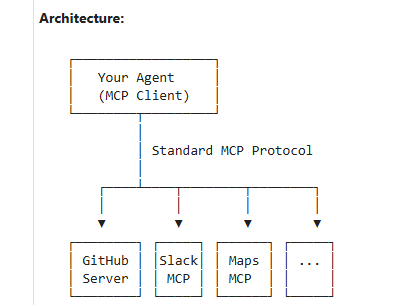 Architecture:
Your Agent
(MCP Client)
Standard MCP Protocol
GitHub Slack Maps ...
Server MCP MCP